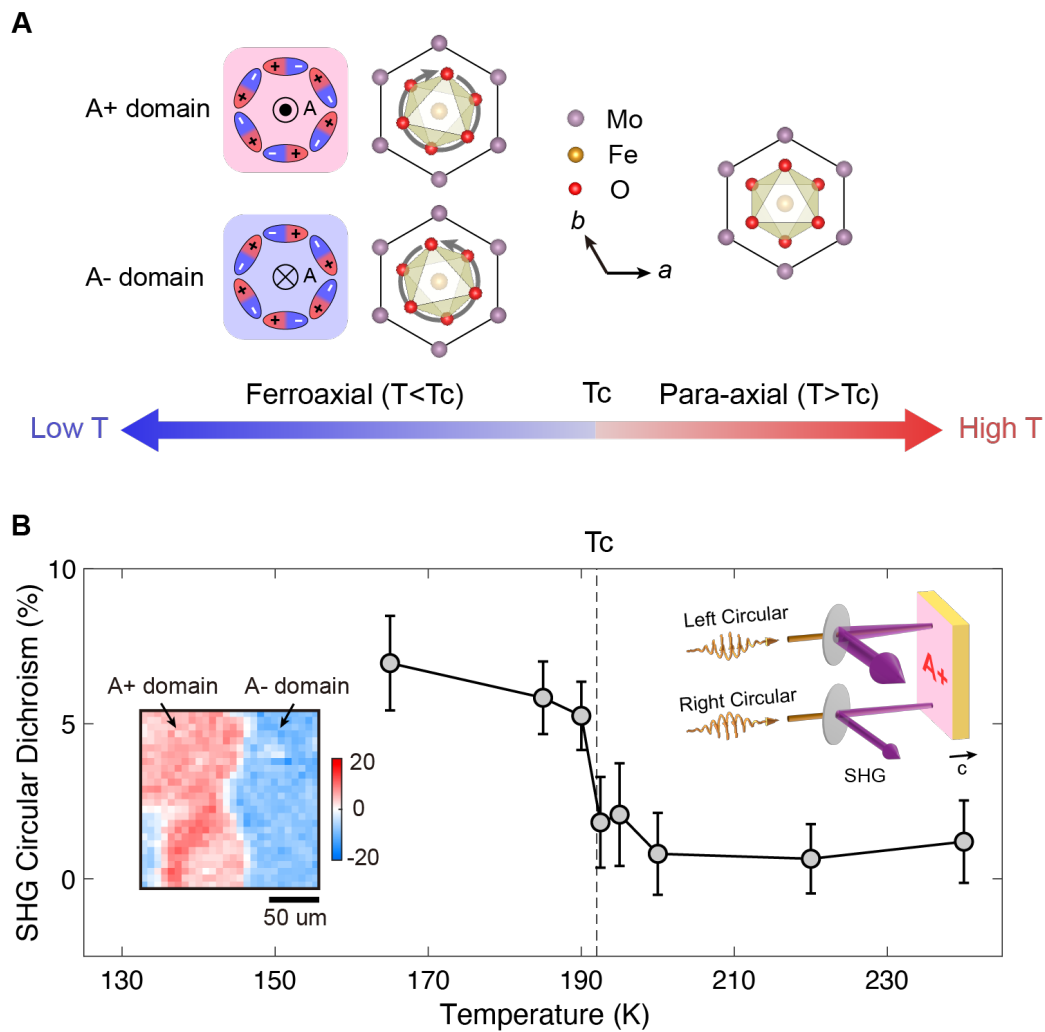 A
A+ domain
A
Mo
Fe
O
b
a
A- domain
A
Ferroaxial (T<Tc)
Tc
Para-axial (T>Tc)
Low T
High T
B
Tc
SHG Circular Dichroism (%)
10
5
0
A+ domain
A- domain
20
0
-20
50 um
Left Circular
Right Circular
A+
SHG
c
130
150
170
190
210
230
Temperature (K)